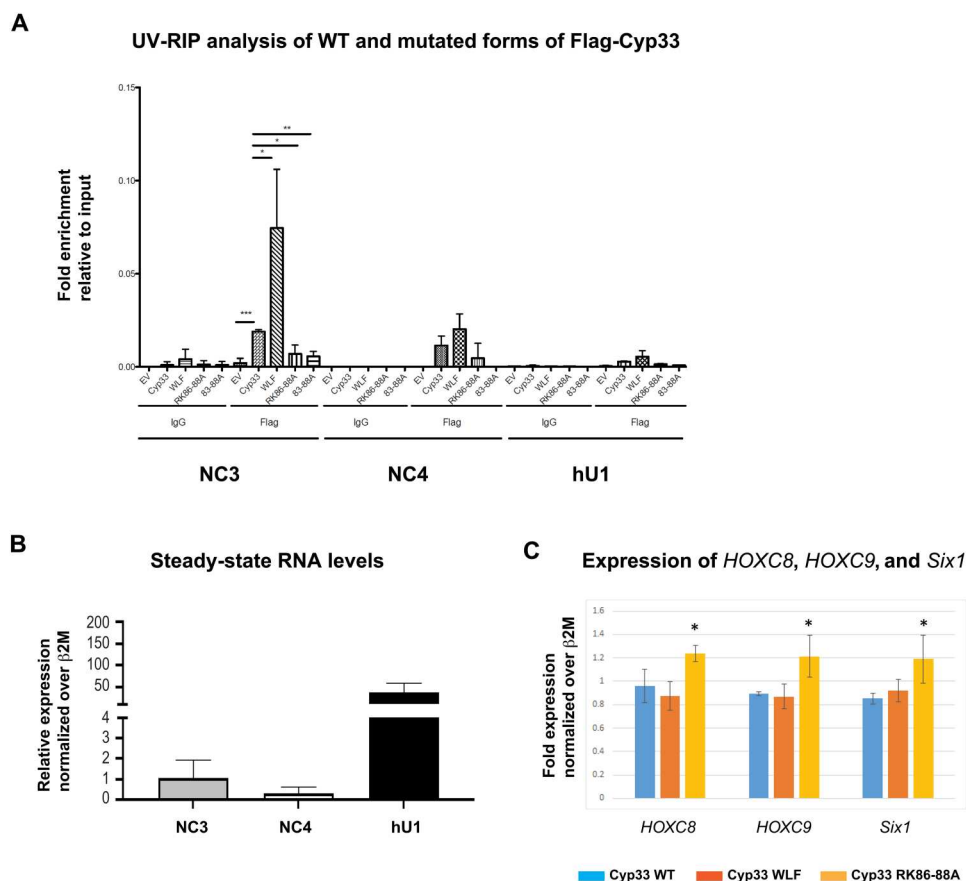 A
UV-RIP analysis of WT and mutated forms of Flag-Cyp33
Fold enrichment
relative to input
0.15
0.10
0.05
0.00
***
*
*
**
EV Cyp33 WLF RK86-88A 83-88A EV Cyp33 WLF RK86-88A 83-88A EV Cyp33 WLF RK86-88A 83-88A EV Cyp33 WLF RK86-88A 83-88A EV Cyp33 WLF RK86-88A 83-88A EV Cyp33 WLF RK86-88A 83-88A
IgG Flag IgG Flag IgG Flag
NC3 NC4 hU1
B
Steady-state RNA levels
Relative expression
normalized over β2M
200
150
100
50
4
3
2
1
0
NC3 NC4 hU1
C
Expression of HOXC8, HOXC9, and Six1
Fold expression
normalized over β2M
1.6
1.4
1.2
1
0.8
0.6
0.4
0.2
0
* * *
HOXC8 HOXC9 Six1
Cyp33 WT Cyp33 WLF Cyp33 RK86-88A